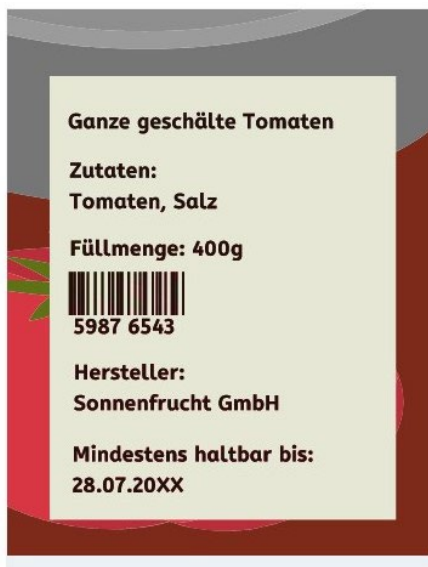 Ganze geschälte Tomaten
Zutaten:
Tomaten, Salz
Füllmenge: 400g
5987 6543
Hersteller:
Sonnenfrucht GmbH
Mindestens haltbar bis:
28.07.20XX